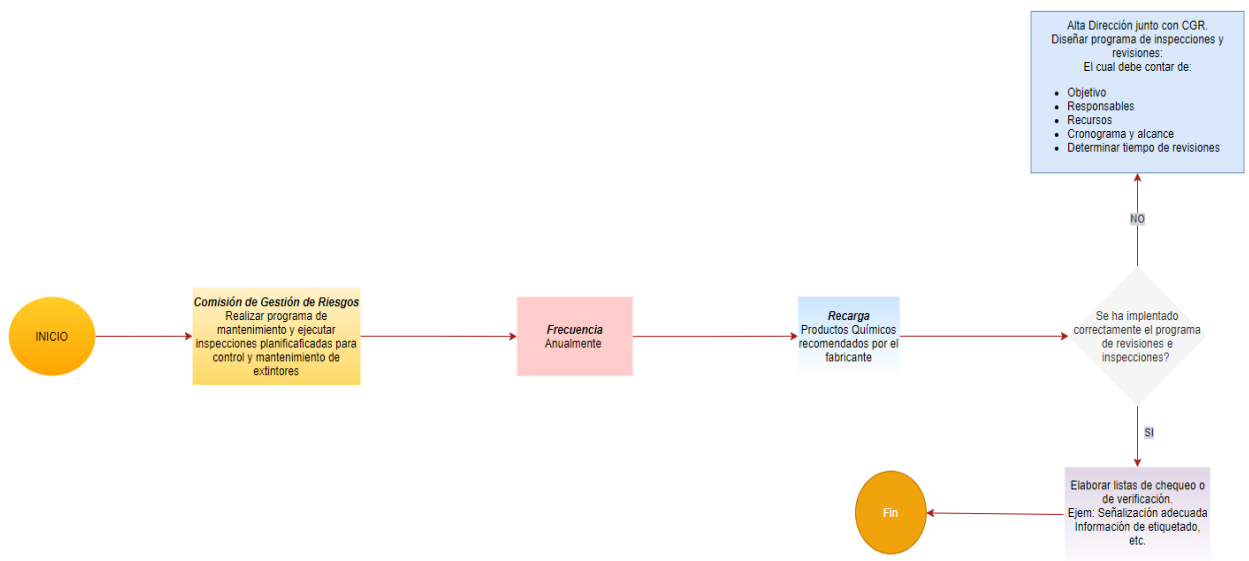 Alta Dirección junto con CGR.
Diseñar programa de inspecciones y
revisiones:
El cual debe contar de:
• Objetivo
• Responsables
• Recursos
• Cronograma y alcance
• Determinar tiempo de revisiones
NO
INICIO
Comisión de Gestión de Riesgos
Realizar programa de
mantenimiento y ejecutar
inspecciones planificaficadas para
control y mantenimiento de
extintores
Frecuencia
Anualmente
Recarga
Productos Químicos
recomendados por el
fabricante
Se ha implentado
correctamente el programa
de revisiones e
inspecciones?
SI
Elaborar listas de chequeo o
de verificación.
Ejem: Señalización adecuada
Información de etiquetado,
etc.
Fin